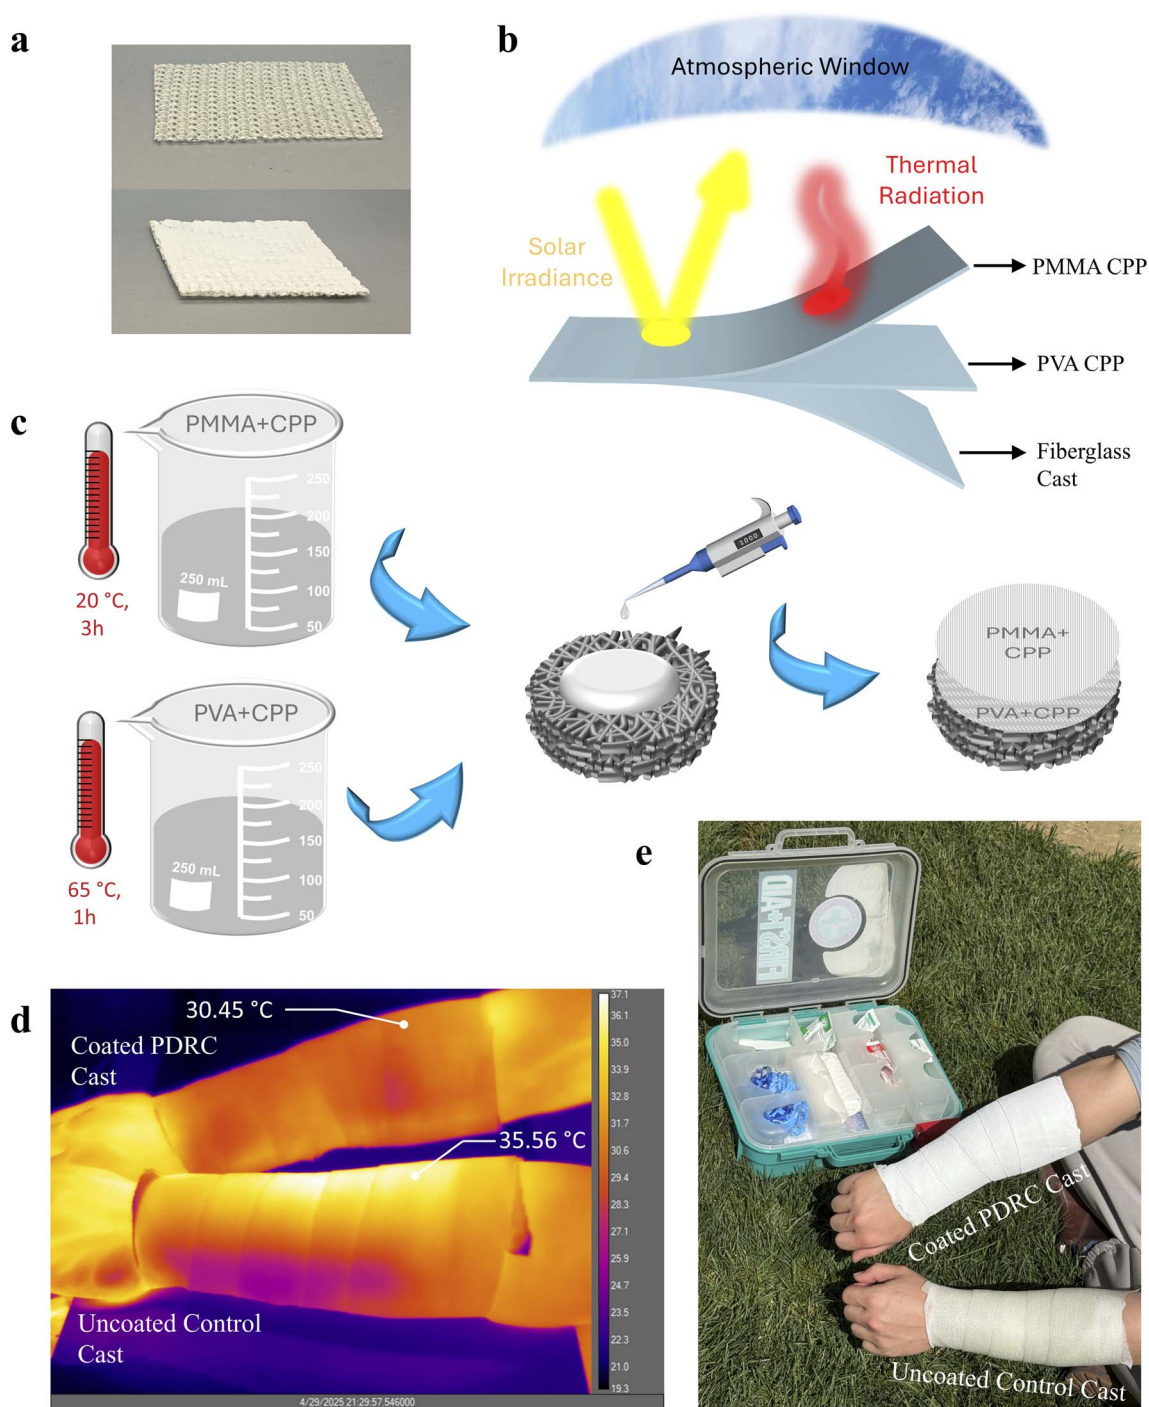 a
b
Atmospheric Window
Thermal
Radiation
Solar
Irradiance
PMMA CPP
PVA CPP
Fiberglass
Cast
c
PMMA+CPP
250
200
150
100
50
250 mL
20 °C,
3h
PVA+CPP
250
200
150
100
50
250 mL
65 °C,
1h
1000
PMMA+
CPP
PVA+CPP
d
30.45 °C
Coated PDRC
Cast
35.56 °C
Uncoated Control
Cast
37.1
36.1
35.0
33.9
32.8
31.7
30.6
29.4
28.3
27.1
25.9
24.7
23.5
22.3
21.0
19.3
4/29/2025 21:29:57.546000
e
FIRST+AID
Coated PDRC Cast
Uncoated Control Cast